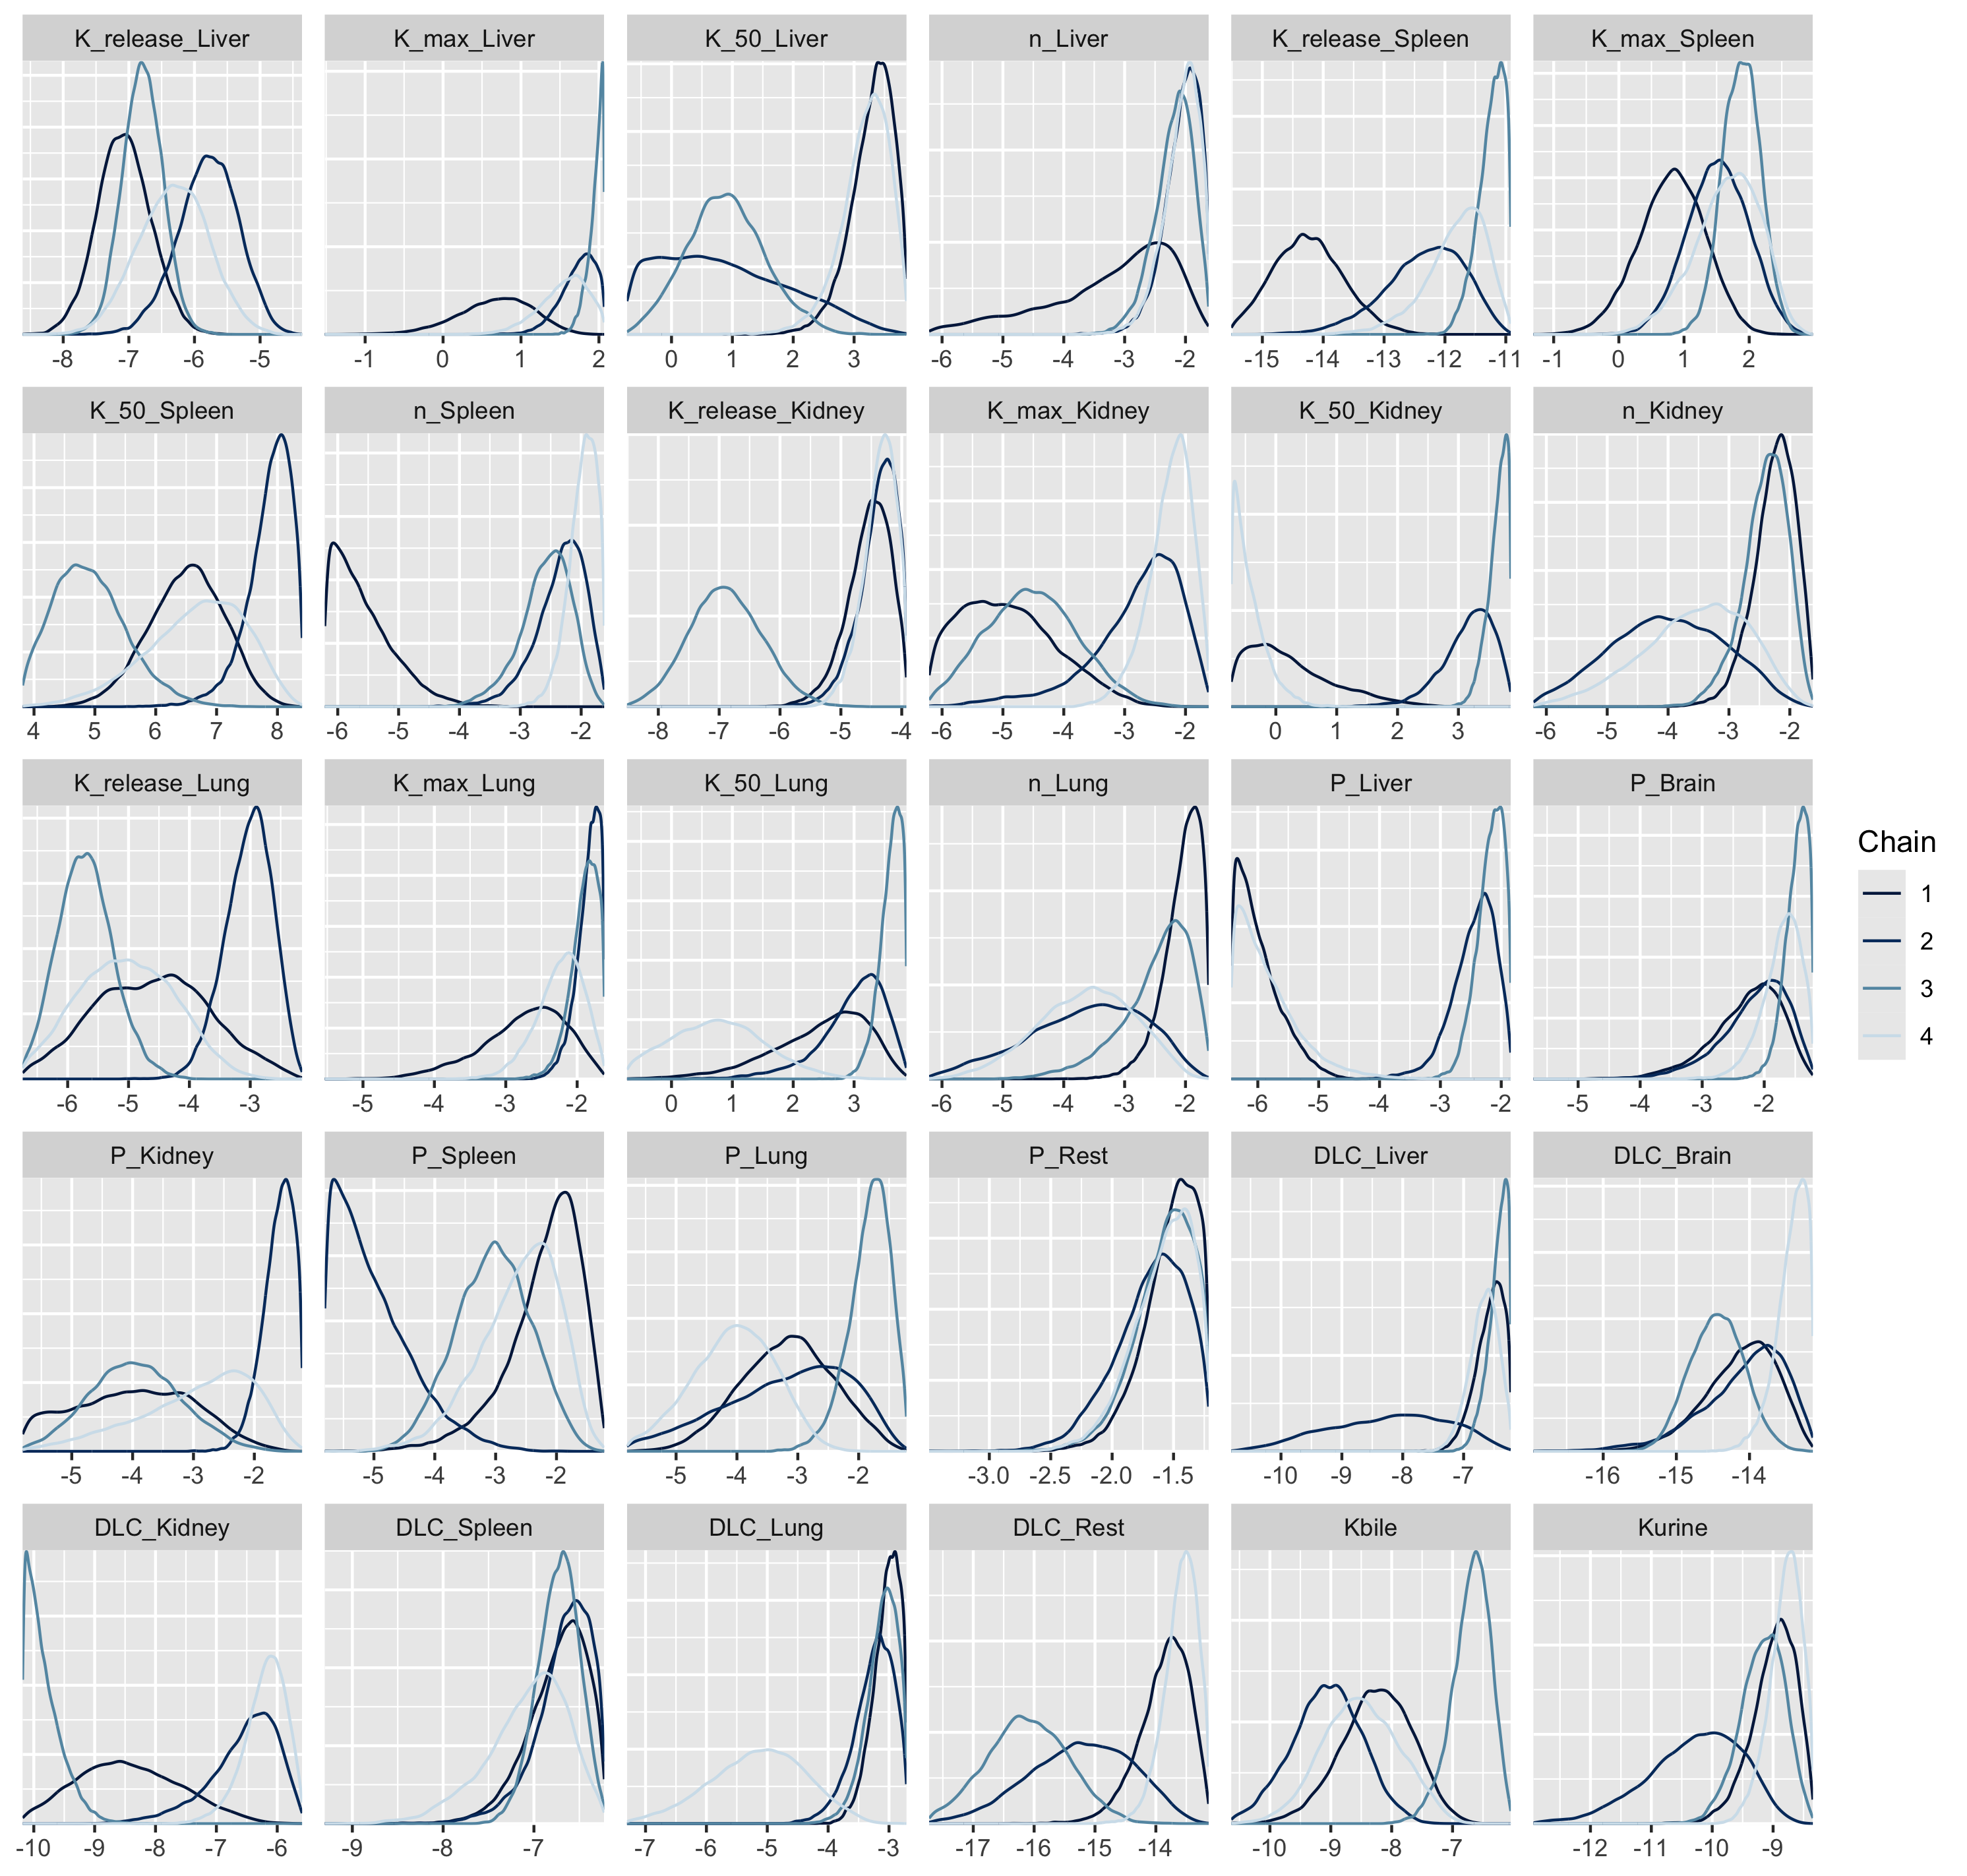 K_release_Liver K_max_Liver K_50_Liver n_Liver K_release_Spleen K_max_Spleen
-8 -7 -6 -5 -1 0 1 2 0 1 2 3 -6 -5 -4 -3 -2 -15 -14 -13 -12 -11 -1 0 1 2
K_50_Spleen n_Spleen K_release_Kidney K_max_Kidney K_50_Kidney n_Kidney
4 5 6 7 8 -6 -5 -4 -3 -2 -8 -7 -6 -5 -4 -6 -5 -4 -3 -2 0 1 2 3 -6 -5 -4 -3 -2
K_release_Lung K_max_Lung K_50_Lung n_Lung P_Liver P_Brain
-6 -5 -4 -3 -5 -4 -3 -2 0 1 2 3 -6 -5 -4 -3 -2 -6 -5 -4 -3 -2 -5 -4 -3 -2
Chain
1
2
3
4
P_Kidney P_Spleen P_Lung P_Rest DLC_Liver DLC_Brain
-5 -4 -3 -2 -5 -4 -3 -2 -5 -4 -3 -2 -3.0 -2.5 -2.0 -1.5 -10 -9 -8 -7 -16 -15 -14
DLC_Kidney DLC_Spleen DLC_Lung DLC_Rest Kbile Kurine
-10 -9 -8 -7 -6 -9 -8 -7 -7 -6 -5 -4 -3 -17 -16 -15 -14 -10 -9 -8 -7 -12 -11 -10 -9